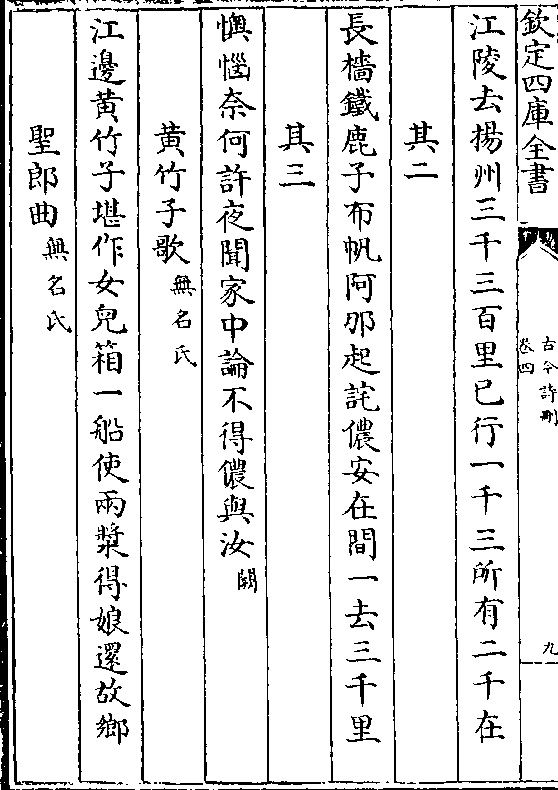 欽定四庫全書
古今詩刪
卷四
九
江陵去揚州三千三百里已行一千三所有二千在
其二
長檣鐵鹿子布帆阿那起詫儂安在間一去三千里
其三
懊惱奈何許夜聞家中論不得儂與汝闕
黃竹子歌無名氏
江邊黃竹子堪作女兒箱一船使兩槳得娘還故鄉
聖郎曲無名氏